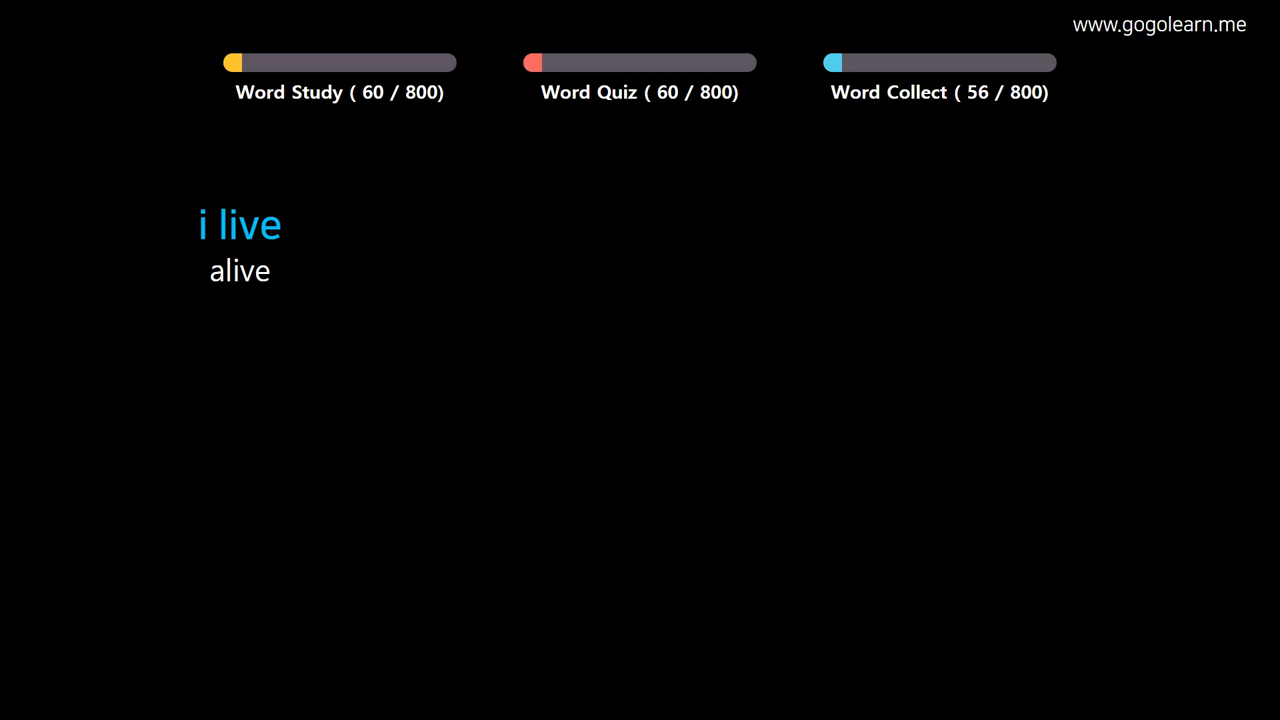 www.gogolearn.me
Word Study ( 60 / 800)
Word Quiz ( 60 / 800)
Word Collect ( 56 / 800)
i live
alive